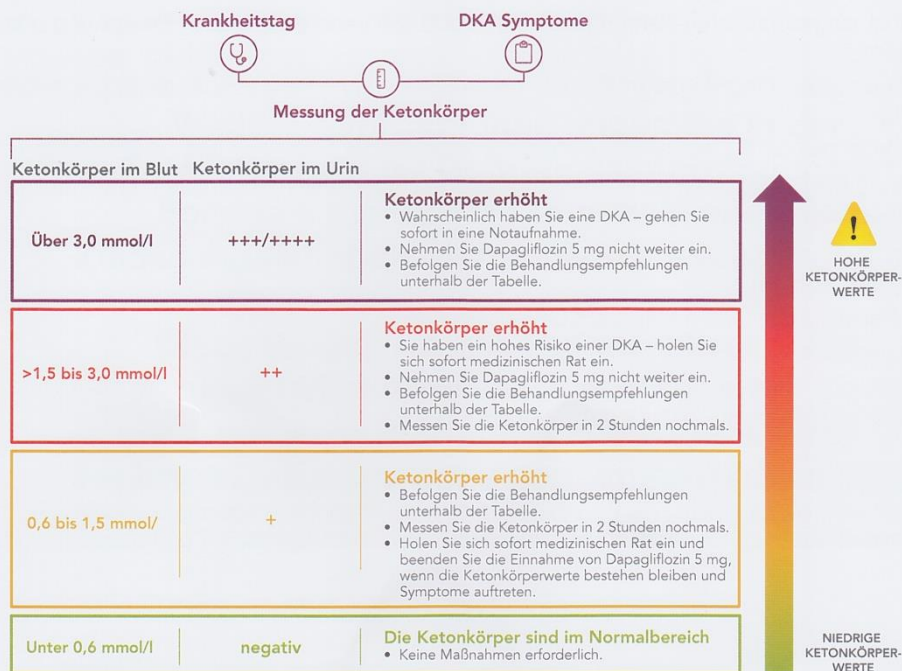 Krankheitstag DKA Symptome
Messung der Ketonkörper
Ketonkörper im Blut Ketonkörper im Urin
Über 3,0 mmol/l +++/++++
Ketonkörper erhöht
• Wahrscheinlich haben Sie eine DKA – gehen Sie
sofort in eine Notaufnahme.
• Nehmen Sie Dapagliflozin 5 mg nicht weiter ein.
• Befolgen Sie die Behandlungsempfehlungen
unterhalb der Tabelle.
>1,5 bis 3,0 mmol/l ++
Ketonkörper erhöht
• Sie haben ein hohes Risiko einer DKA – holen Sie
sich sofort medizinischen Rat ein.
• Nehmen Sie Dapagliflozin 5 mg nicht weiter ein.
• Befolgen Sie die Behandlungsempfehlungen
unterhalb der Tabelle.
• Messen Sie die Ketonkörper in 2 Stunden nochmals.
0,6 bis 1,5 mmol/ +
Ketonkörper erhöht
• Befolgen Sie die Behandlungsempfehlungen
unterhalb der Tabelle.
• Messen Sie die Ketonkörper in 2 Stunden nochmals.
• Holen Sie sich sofort medizinischen Rat ein und
beenden Sie die Einnahme von Dapagliflozin 5 mg,
wenn die Ketonkörperwerte bestehen bleiben und
Symptome auftreten.
Unter 0,6 mmol/l negativ
Die Ketonkörper sind im Normalbereich
• Keine Maßnahmen erforderlich.
!
HOHE
KETONKÖRPER-
WERTE
NIEDRIGE
KETONKÖRPER-
WERTE